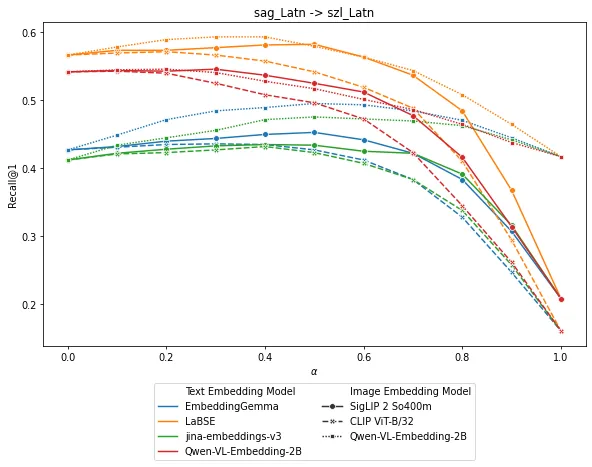 sag_Latn -> szl_Latn
Recall@1
0.6
0.5
0.4
0.3
0.2
0.0
0.2
0.4
0.6
0.8
1.0
α
Text Embedding Model
EmbeddingGemma
LaBSE
jina-embeddings-v3
Qwen-VL-Embedding-2B
Image Embedding Model
SigLIP 2 So400m
CLIP ViT-B/32
Qwen-VL-Embedding-2B